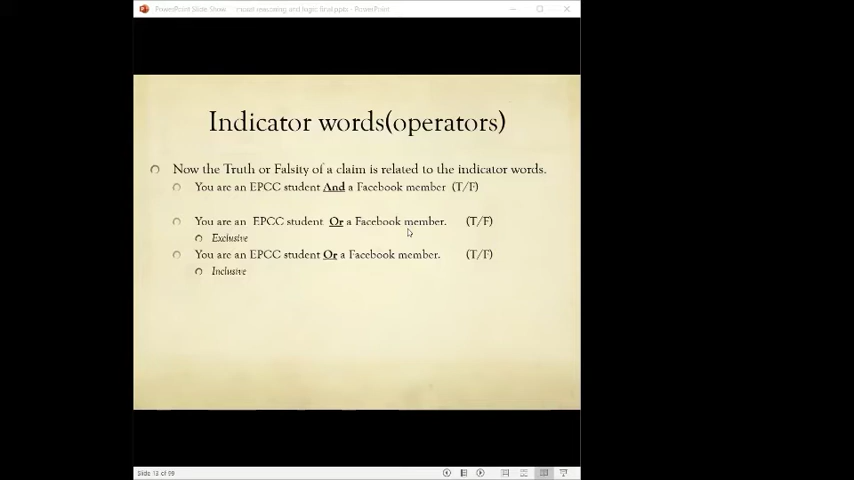 PowerPoint Slide Show - mixed reasoning and logic final.pptx - PowerPoint
Indicator words(operators)
Now the Truth or Falsity of a claim is related to the indicator words.
You are an EPCC student And a Facebook member (T/F)
You are an EPCC student Or a Facebook member. (T/F)
Exclusive
You are an EPCC student Or a Facebook member. (T/F)
Inclusive
Slide 13 of 99